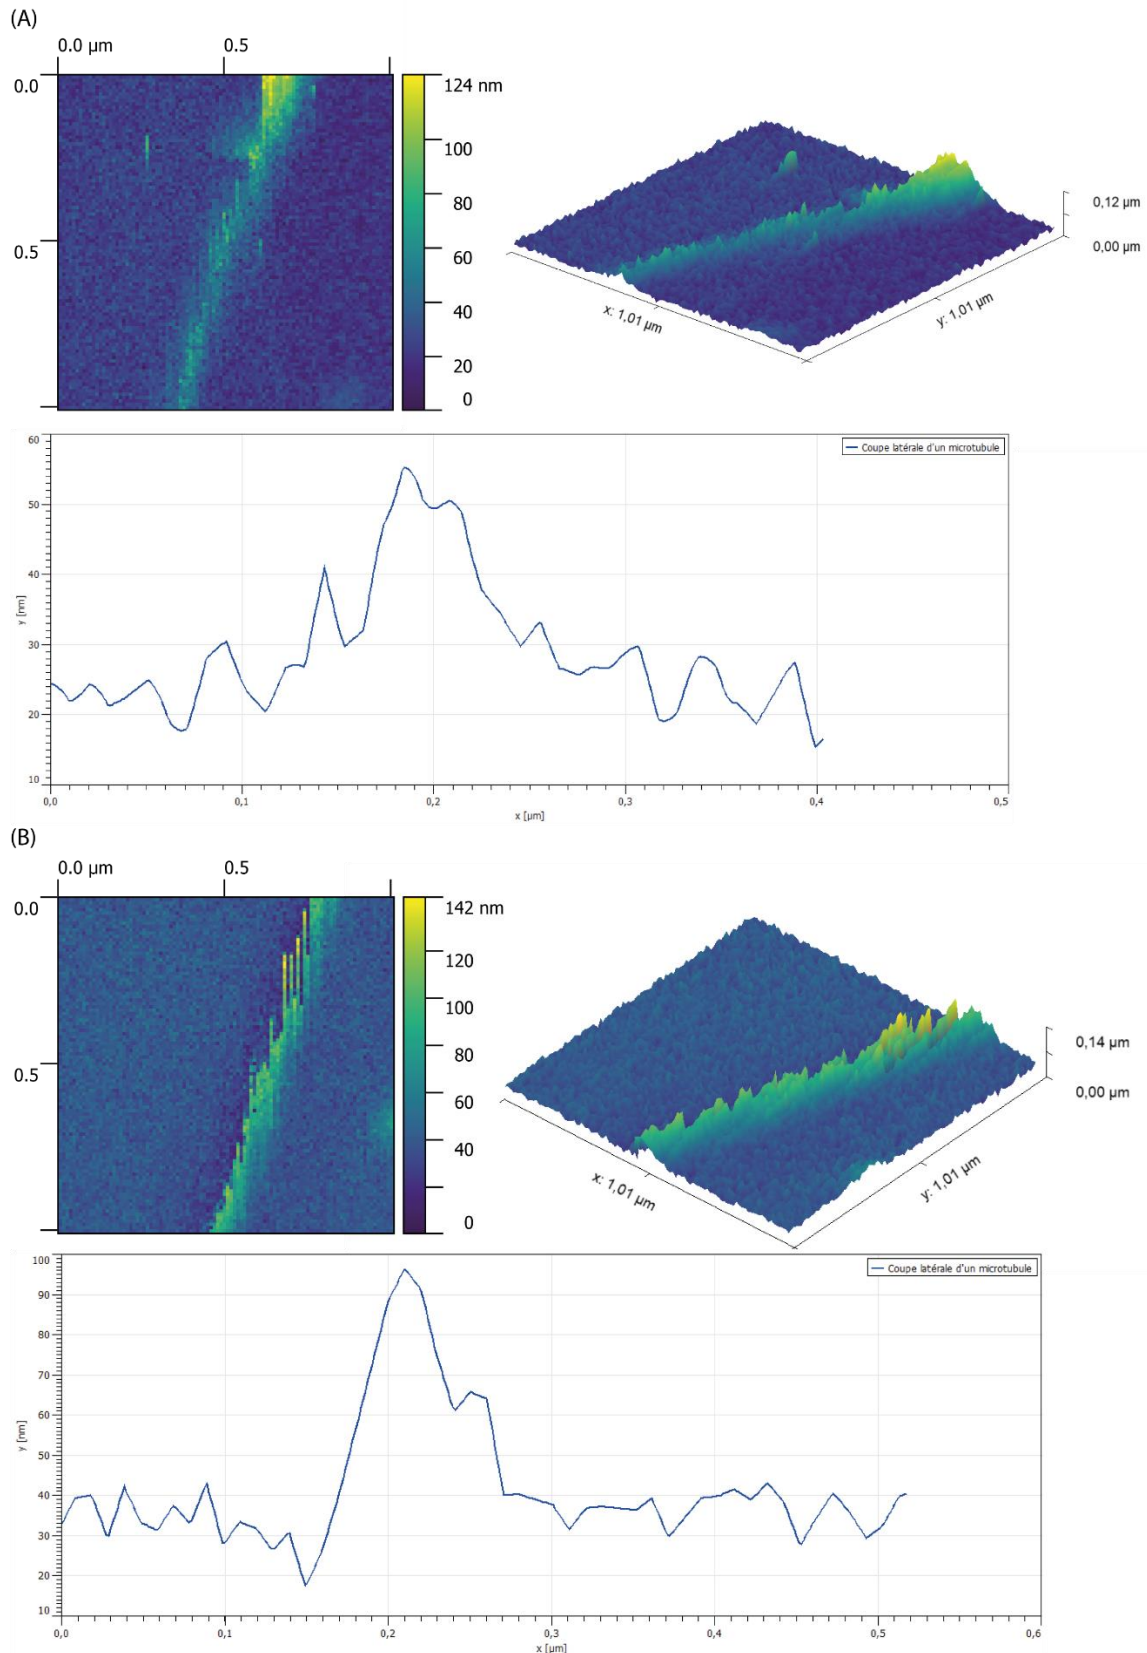 (A)
0.0 µm 0.5
0.0
0.5
124 nm
100
80
60
40
20
0
0,12 µm
0,00 µm
x: 1,01 µm
y: 1,01 µm
Coupe latérale d'un microtubule
60
50
40
30
20
10
y [nm]
0,0 0,1 0,2 0,3 0,4 0,5
x [µm]
(B)
0.0 µm 0.5
0.0
0.5
142 nm
120
100
80
60
40
0
0,14 µm
0,00 µm
x: 1,01 µm
y: 1,01 µm
Coupe latérale d'un microtubule
100
90
80
70
60
50
40
30
20
10
y [nm]
0,0 0,1 0,2 0,3 0,4 0,5 0,6
x [µm]